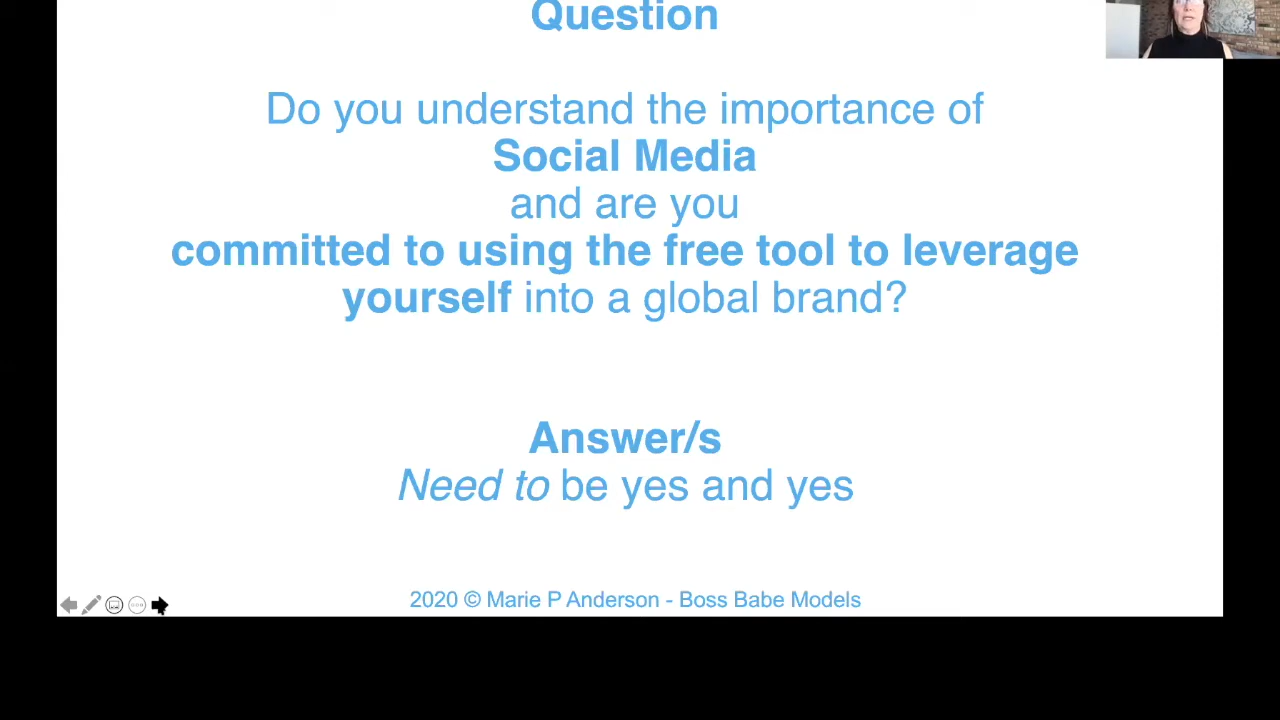 Question
Do you understand the importance of
Social Media
and are you
committed to using the free tool to leverage
yourself into a global brand?
Answer/s
Need to be yes and yes
2020 © Marie P Anderson - Boss Babe Models